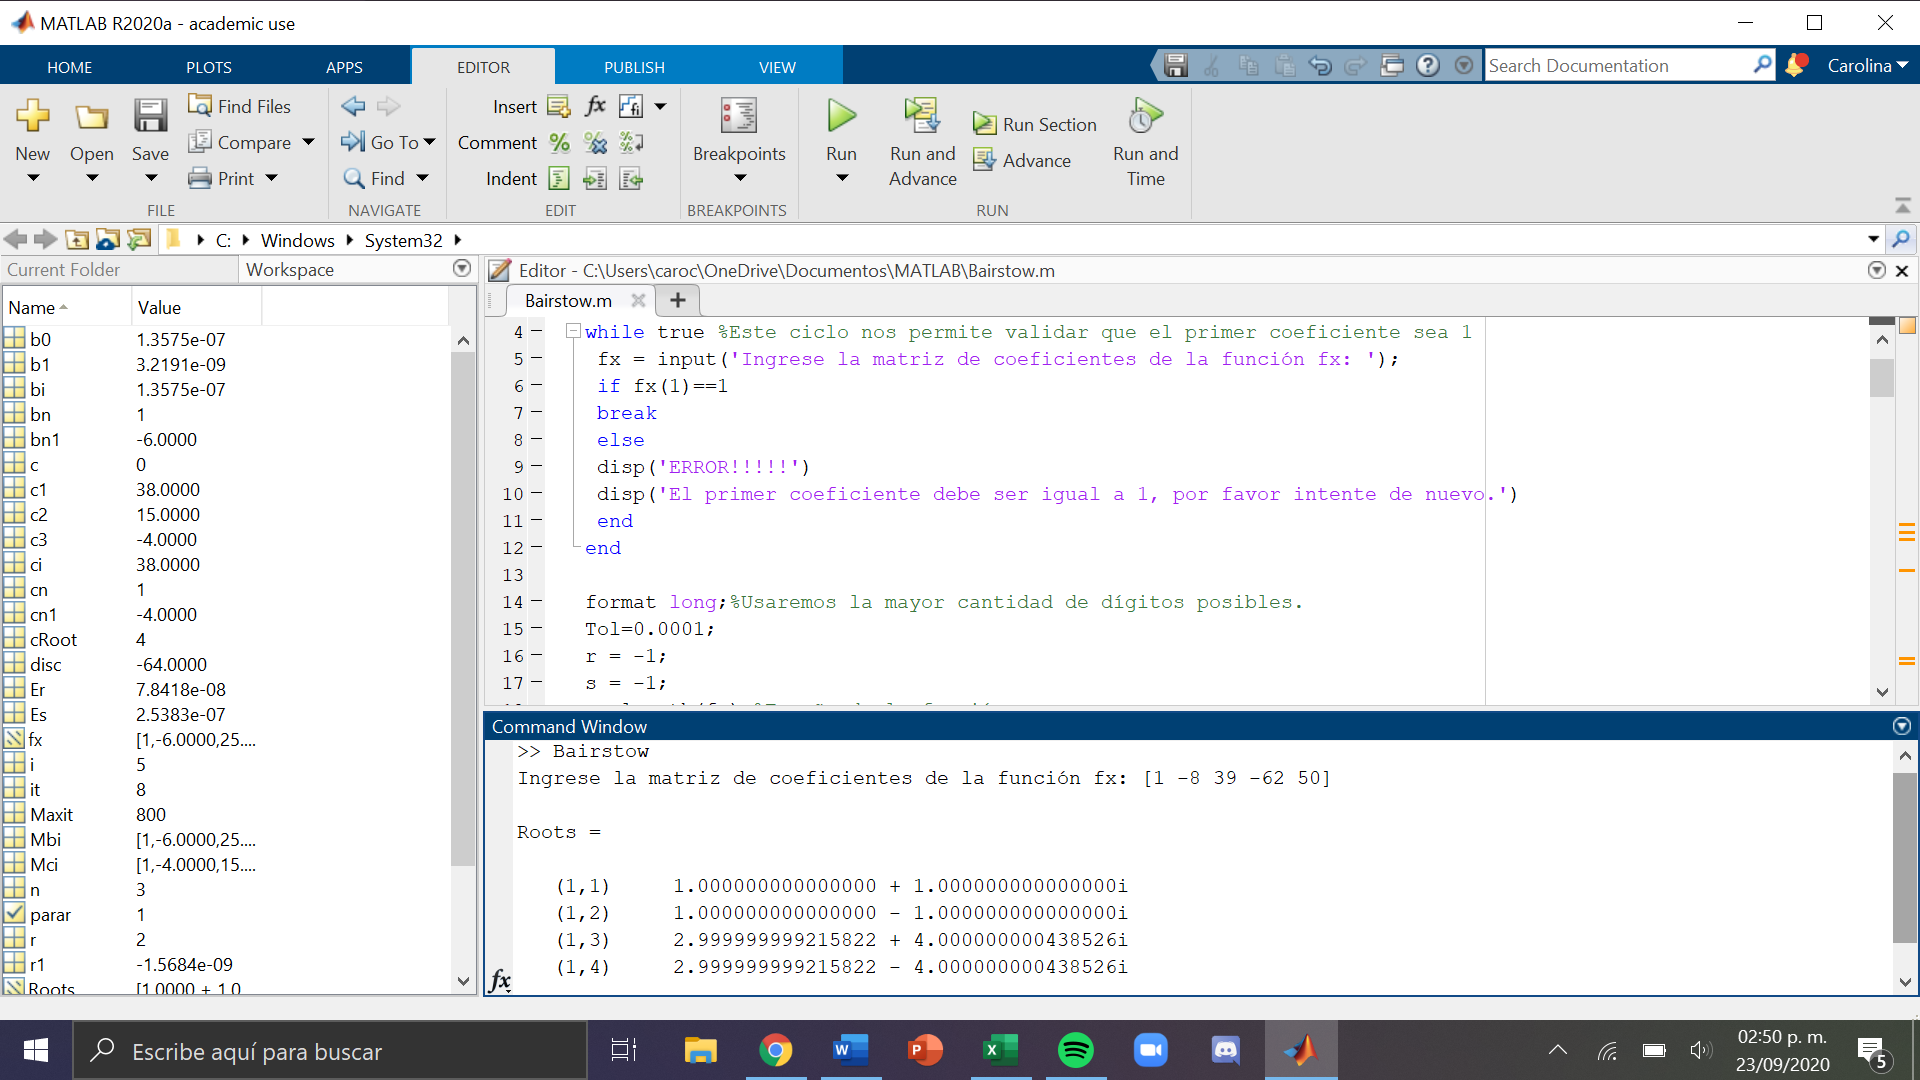 MATLAB R2020a - academic use
HOME PLOTS APPS EDITOR PUBLISH VIEW Search Documentation Carolina
New Open Save Find Files Compare Print
FILE
Go To Find
NAVIGATE
Insert fx
Comment
Indent
EDIT
Breakpoints
BREAKPOINTS
Run
Run and Advance
Run Section
Advance
Run and Time
RUN
C: Windows System32
Current Folder Workspace
Name Value
b0 1.3575e-07
b1 3.2191e-09
bi 1.3575e-07
bn 1
bn1 -6.0000
c 0
c1 38.0000
c2 15.0000
c3 -4.0000
ci 38.0000
cn 1
cn1 -4.0000
cRoot 4
disc -64.0000
Er 7.8418e-08
Es 2.5383e-07
fx [1,-6.0000,25....
i 5
it 8
Maxit 800
Mbi [1,-6.0000,25....
Mci [1,-4.0000,15....
n 3
parar 1
r 2
r1 -1.5684e-09
Roots [1.0000 + 1.0
Editor - C:\Users\caroc\OneDrive\Documentos\MATLAB\Bairstow.m
Bairstow.m
4 while true %Este ciclo nos permite validar que el primer coeficiente sea 1
5 fx = input('Ingrese la matriz de coeficientes de la función fx: ');
6 if fx(1)==1
7 break
8 else
9 disp('ERROR!!!!!')
10 disp('El primer coeficiente debe ser igual a 1, por favor intente de nuevo.')
11 end
12 end
13
14 format long;%Usaremos la mayor cantidad de dígitos posibles.
15 Tol=0.0001;
16 r = -1;
17 s = -1;
Command Window
>> Bairstow
Ingrese la matriz de coeficientes de la función fx: [1 -8 39 -62 50]
Roots =
(1,1) 1.000000000000000 + 1.000000000000000i
(1,2) 1.000000000000000 - 1.000000000000000i
(1,3) 2.999999999215822 + 4.000000000438526i
(1,4) 2.999999999215822 - 4.000000000438526i
fx
Escribe aquí para buscar
02:50 p. m.
23/09/2020
5